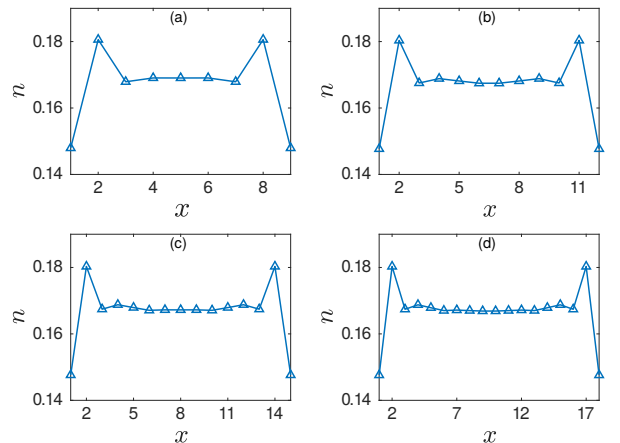 (a)
0.18
0.16
0.14
n
2 4 6 8
x
(b)
0.18
0.16
0.14
n
2 5 8 11
x
(c)
0.18
0.16
0.14
n
2 5 8 11 14
x
(d)
0.18
0.16
0.14
n
2 7 12 17
x